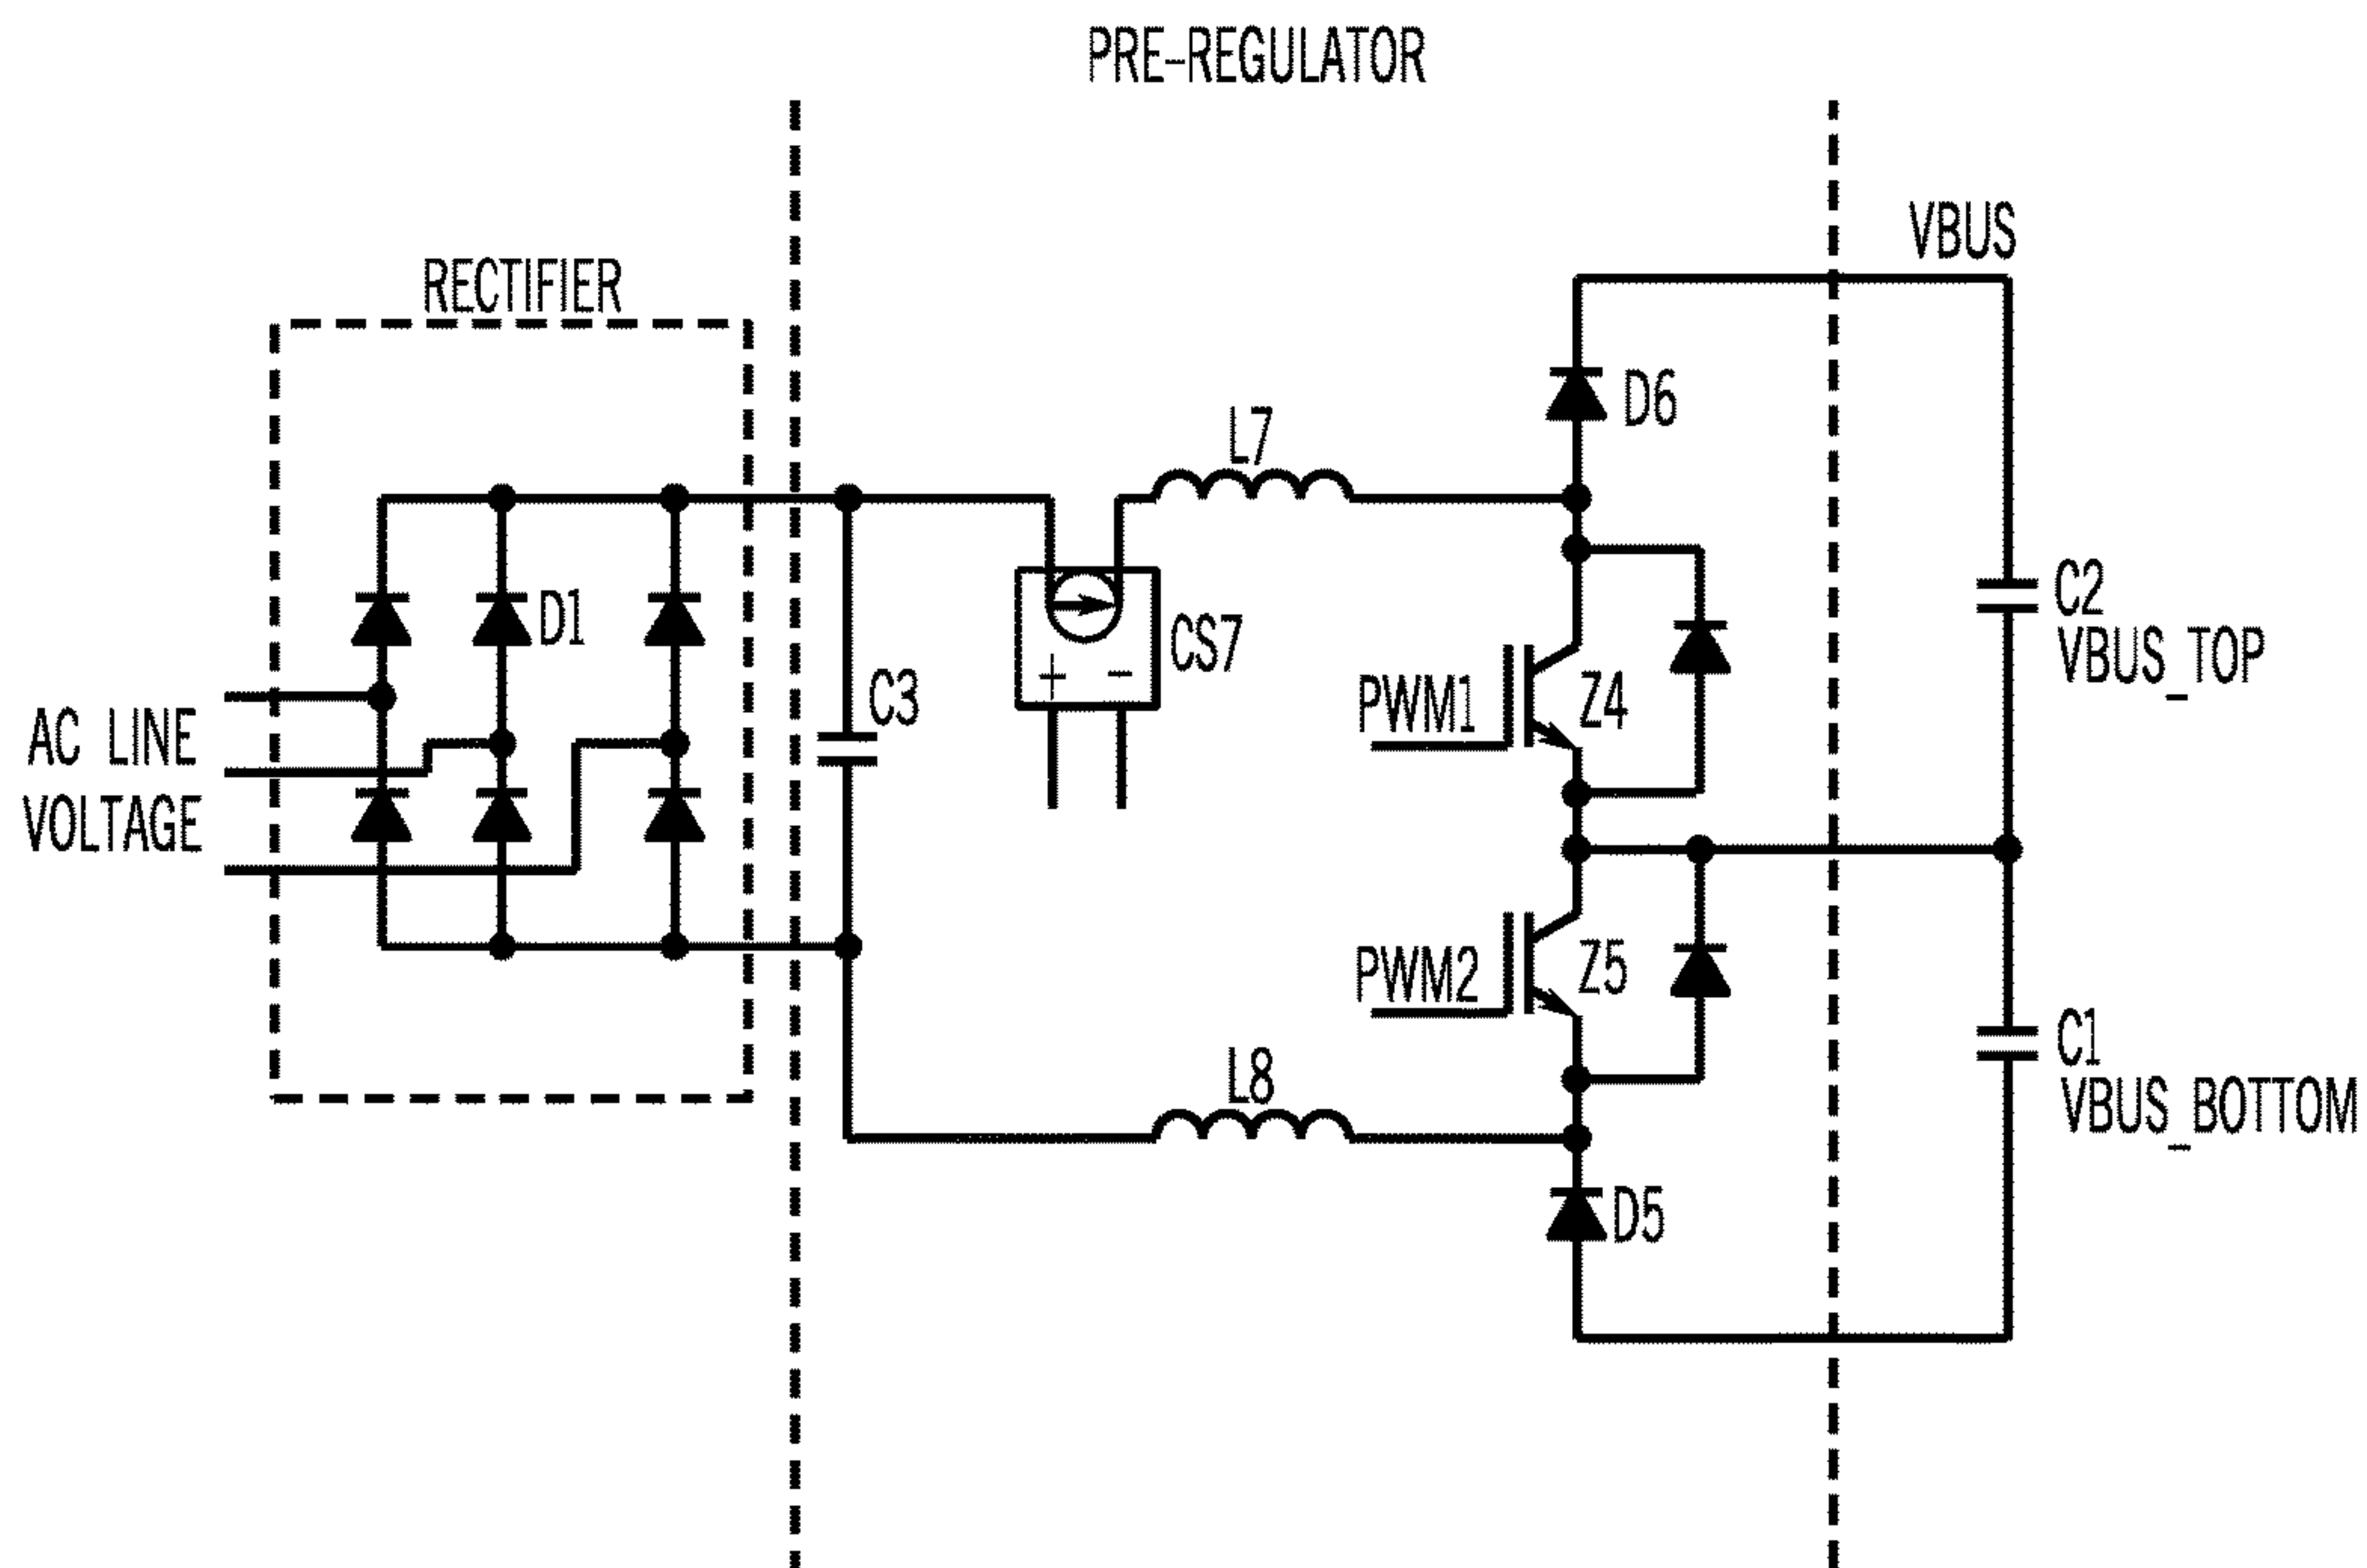 PRE-REGULATOR
VBUS
RECTIFIER
D6
L7
D1
C2
VBUS_TOP
CS7
+ -
C3
PWM1
Z4
AC LINE
VOLTAGE
PWM2
Z5
C1
VBUS_BOTTOM
L8
D5